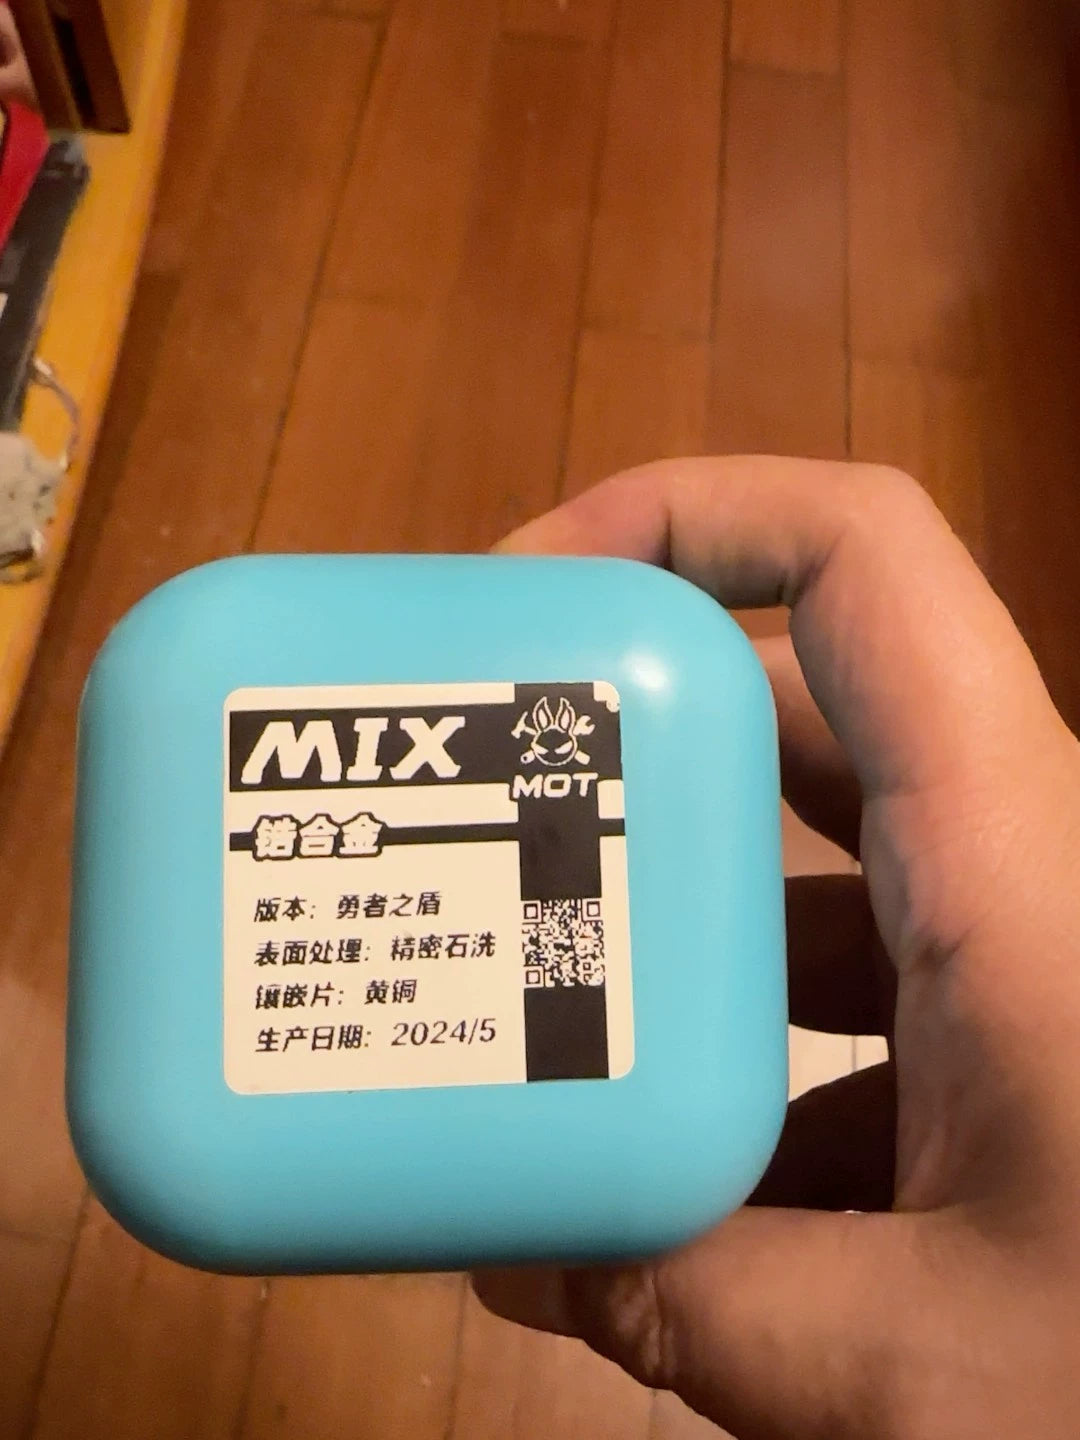 MIX
MOT
锆合金
版本：勇者之盾
表面处理：精密石洗
镶嵌片：黄铜
生产日期：2024/5